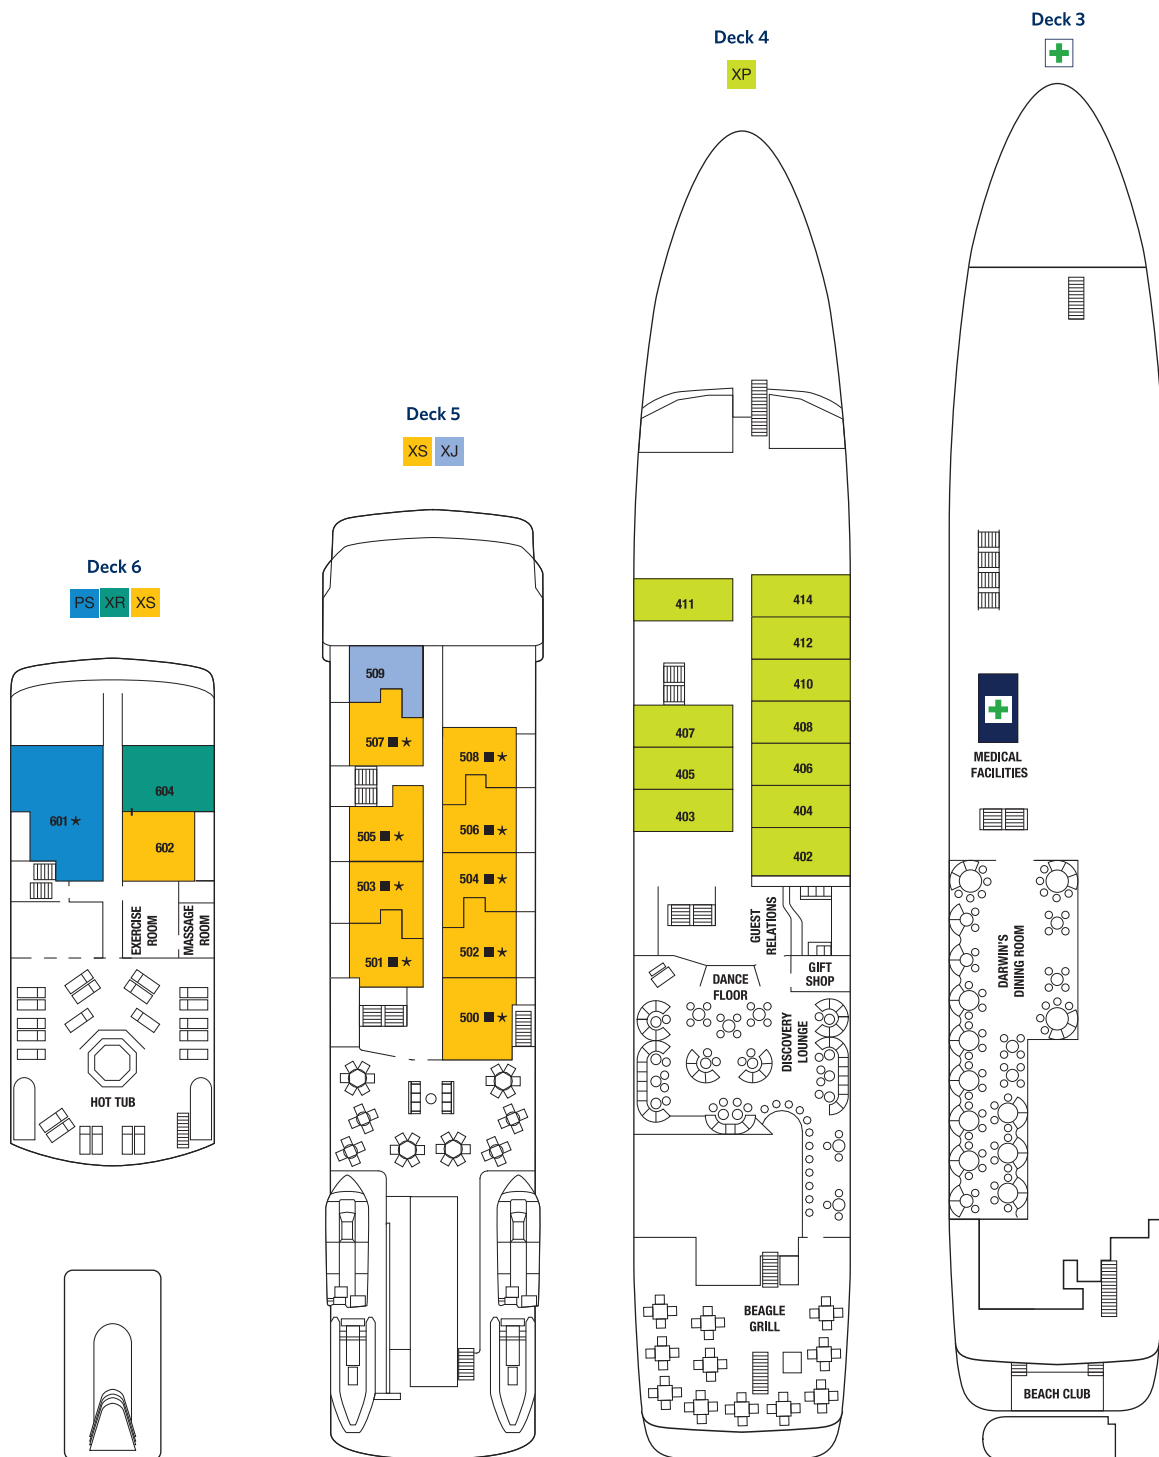 Deck 6
PS XR XS
604
601 ★
602
EXERCISE
ROOM
MASSAGE
ROOM
HOT TUB
Deck 5
XS XJ
509
507 ■ ★
508 ■ ★
505 ■ ★
506 ■ ★
503 ■ ★
504 ■ ★
501 ■ ★
502 ■ ★
500 ■ ★
Deck 4
XP
411
414
412
410
407
408
405
406
403
404
402
GUEST
RELATIONS
GIFT
SHOP
DANCE
FLOOR
DISCOVERY
LOUNGE
BEAGLE
GRILL
Deck 3
MEDICAL
FACILITIES
DARWIN'S
DINING ROOM
BEACH CLUB